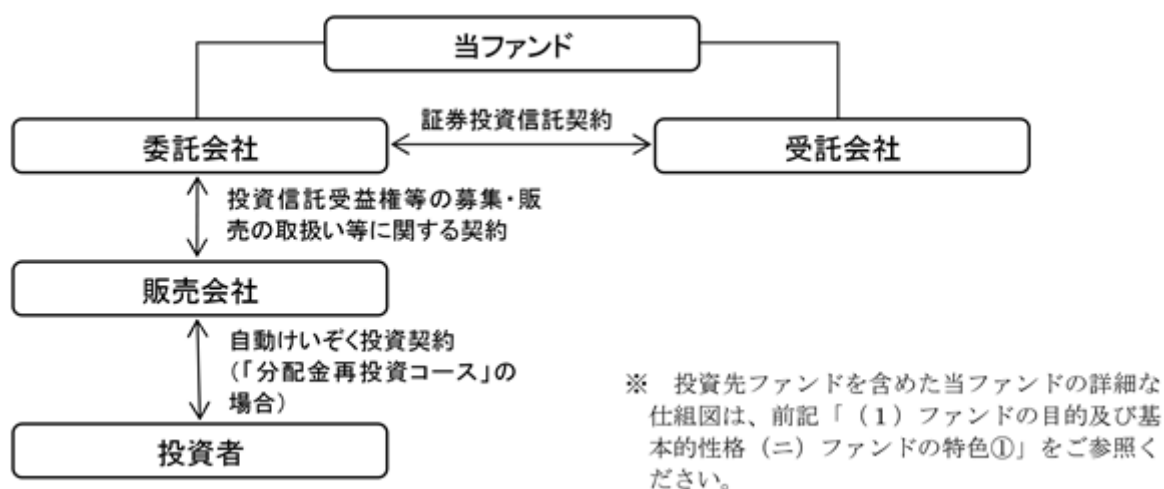 当ファンド
証券投資信託契約
委託会社
受託会社
投資信託受益権等の募集・販
売の取扱い等に関する契約
販売会社
自動けいぞく投資契約
(「分配金再投資コース」の
場合)
投資者
※ 投資先ファンドを含めた当ファンドの詳細な
仕組図は、前記「(1)ファンドの目的及び基
本的性格(ニ)ファンドの特色①」をご参照く
ださい。